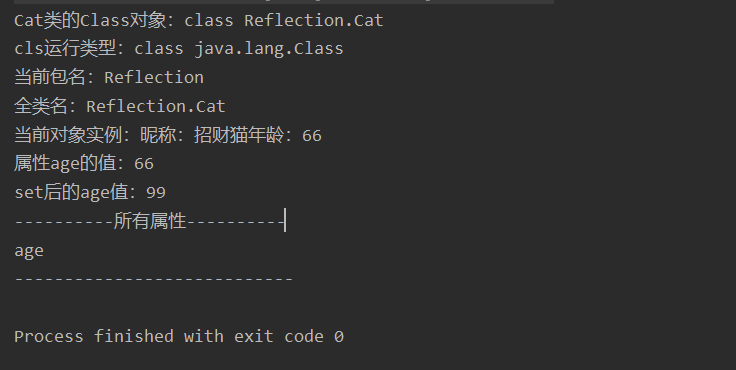 Cat类的Class对象：class Reflection.Cat
cls运行类型：class java.lang.Class
当前包名：Reflection
全类名：Reflection.Cat
当前对象实例：昵称：招财猫年龄：66
属性age的值：66
set后的age值：99
----------所有属性----------
age
----------------------------
Process finished with exit code 0